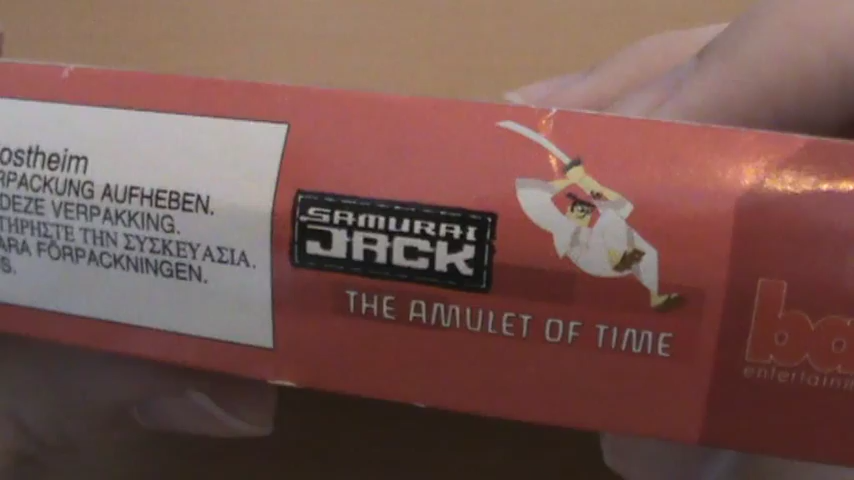 ostheim
RPACKUNG AUFHEBEN.
DEZE VERPAKKING.
ΤΗΡΗΣΤΕ ΤΗΝ ΣΥΣΚΕΥΑΣΙΑ.
ARA FÖRPACKNINGEN.
S.
SAMURAI
JACK
THE AMULET OF TIME
ba
entertainm